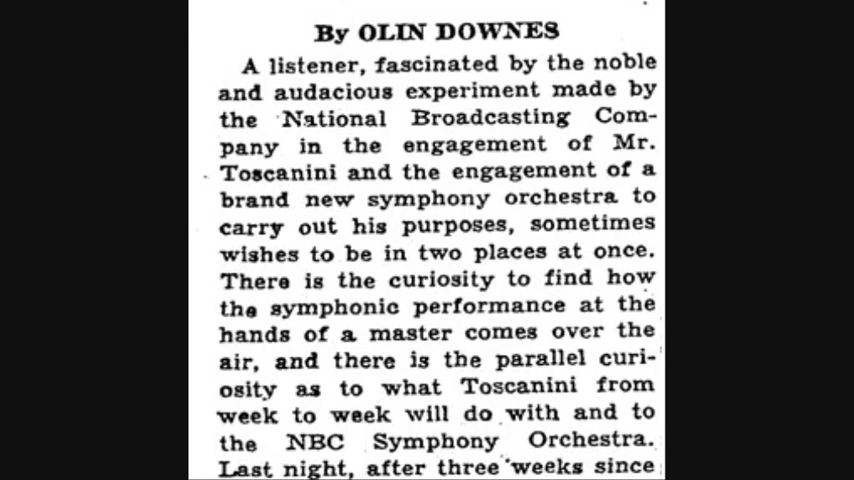 By OLIN DOWNES
A listener, fascinated by the noble
and audacious experiment made by
the National Broadcasting Com-
pany in the engagement of Mr.
Toscanini and the engagement of a
brand new symphony orchestra to
carry out his purposes, sometimes
wishes to be in two places at once.
There is the curiosity to find how
the symphonic performance at the
hands of a master comes over the
air, and there is the parallel curi-
osity as to what Toscanini from
week to week will do with and to
the NBC Symphony Orchestra.
Last night, after three weeks since